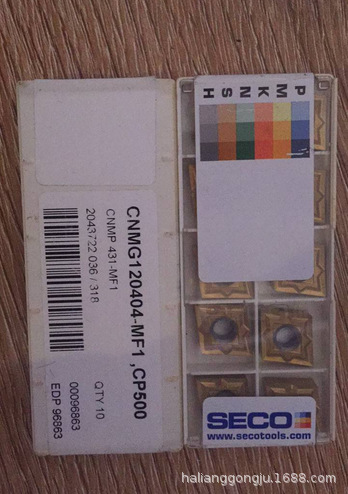 CNMG120404-MF1 ,CP500
CNMP 431-MF1
2043722 036 / 318
QTY 10
00096863
EDP 96863
P M K N S H
SECO
www.secotools.com
halianggongju.1688.com